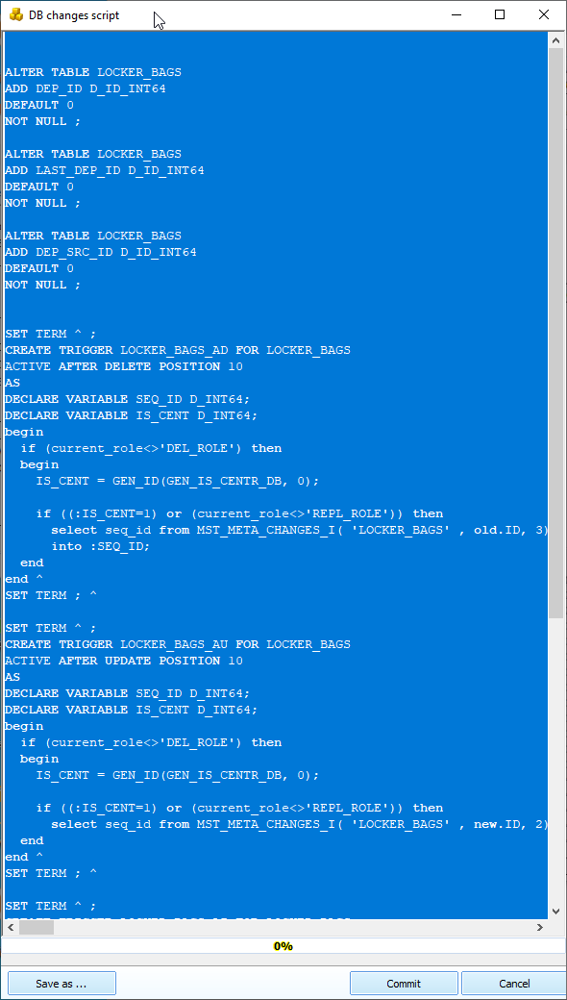 DB changes script
ALTER TABLE LOCKER_BAGS
ADD DEP_ID D_ID_INT64
DEFAULT 0
NOT NULL ;
ALTER TABLE LOCKER_BAGS
ADD LAST_DEP_ID D_ID_INT64
DEFAULT 0
NOT NULL ;
ALTER TABLE LOCKER_BAGS
ADD DEP_SRC_ID D_ID_INT64
DEFAULT 0
NOT NULL ;
SET TERM ^ ;
CREATE TRIGGER LOCKER_BAGS_AD FOR LOCKER_BAGS
ACTIVE AFTER DELETE POSITION 10
AS
DECLARE VARIABLE SEQ_ID D_INT64;
DECLARE VARIABLE IS_CENT D_INT64;
begin
if (current_role<>'DEL_ROLE') then
begin
IS_CENT = GEN_ID(GEN_IS_CENTR_DB, 0);
if ((:IS_CENT=1) or (current_role<>'REPL_ROLE')) then
select seq_id from MST_META_CHANGES_I( 'LOCKER_BAGS' , old.ID, 3)
into :SEQ_ID;
end
end ^
SET TERM ; ^
SET TERM ^ ;
CREATE TRIGGER LOCKER_BAGS_AU FOR LOCKER_BAGS
ACTIVE AFTER UPDATE POSITION 10
AS
DECLARE VARIABLE SEQ_ID D_INT64;
DECLARE VARIABLE IS_CENT D_INT64;
begin
if (current_role<>'DEL_ROLE') then
begin
IS_CENT = GEN_ID(GEN_IS_CENTR_DB, 0);
if ((:IS_CENT=1) or (current_role<>'REPL_ROLE')) then
select seq_id from MST_META_CHANGES_I( 'LOCKER_BAGS' , new.ID, 2)
end
end ^
SET TERM ; ^
SET TERM ^ ;
0%
Save as ...
Commit
Cancel